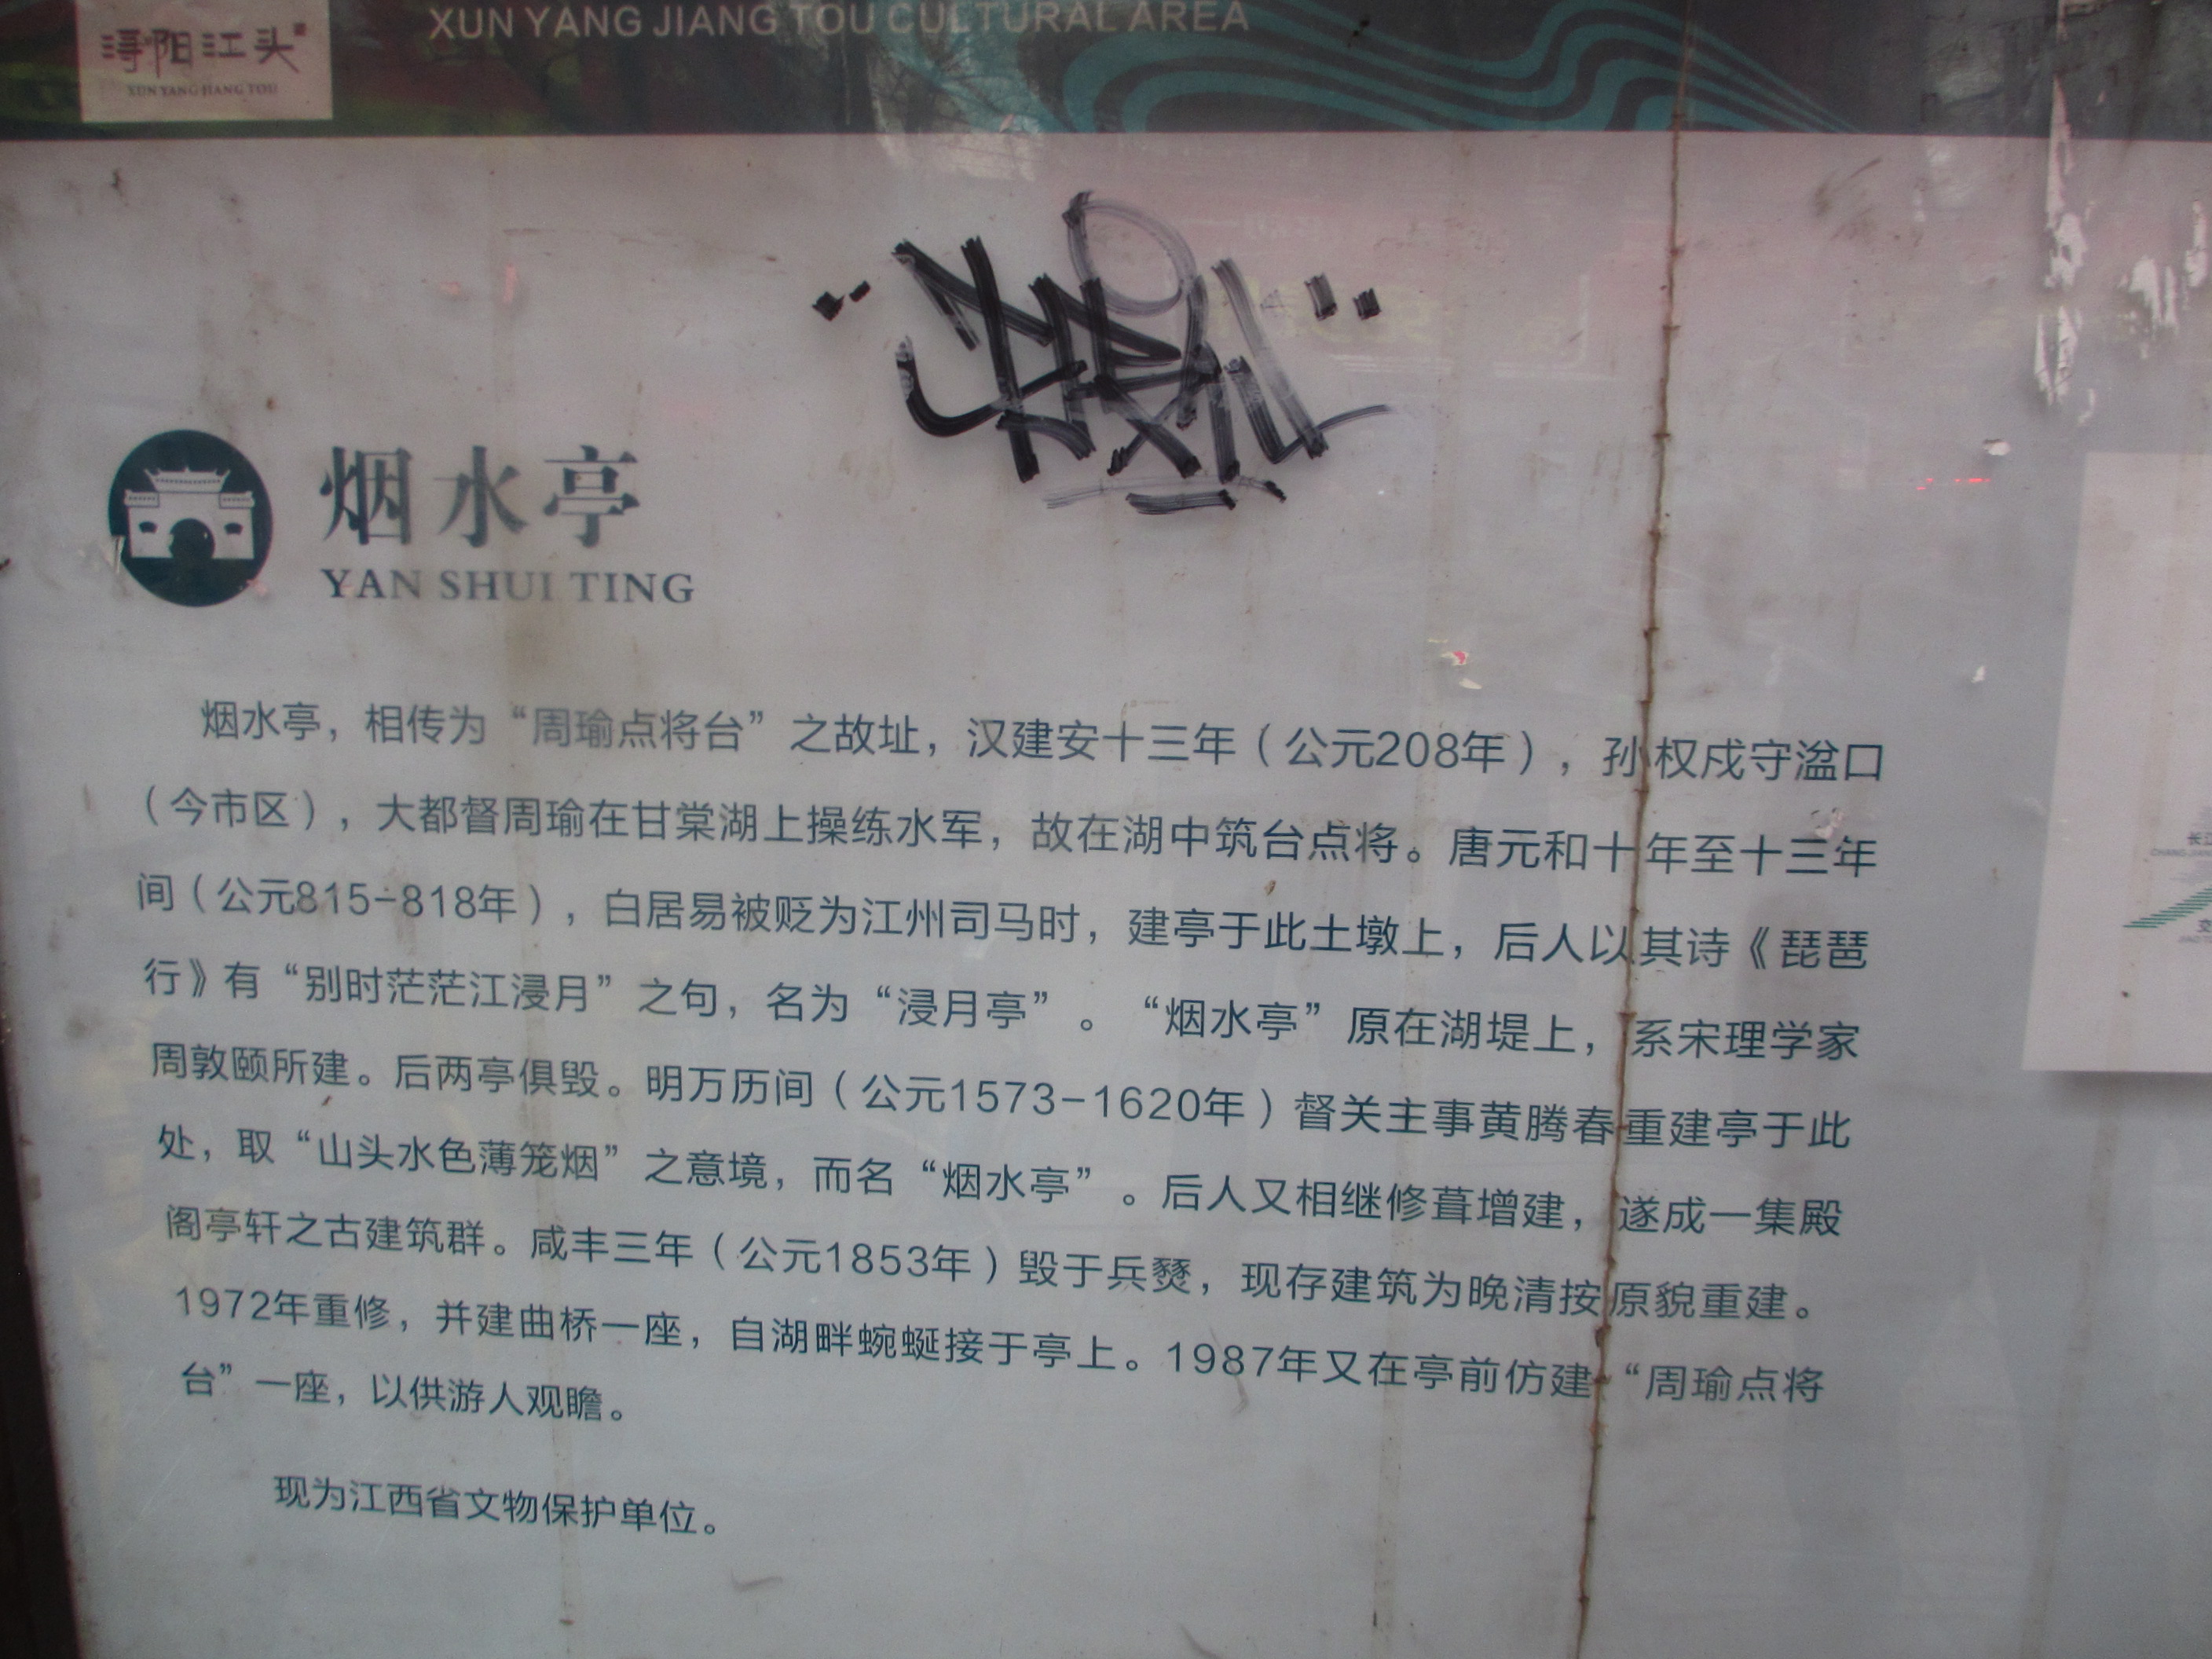 XUN YANG JIANG TOU CULTURAL AREA
浔阳江头
XUN YANG JIANG TOU
烟水亭
YAN SHUI TING
烟水亭，相传为“周瑜点将台”之故址，汉建安十三年（公元208年），孙权戍守湓口
（今市区），大都督周瑜在甘棠湖上操练水军，故在湖中筑台点将。唐元和十年至十三年
间（公元815-818年），白居易被贬为江州司马时，建亭于此土墩上，后人以其诗《琵琶
行》有“别时茫茫江浸月”之句，名为“浸月亭”。“烟水亭”原在湖堤上，系宋理学家
周敦颐所建。后两亭俱毁。明万历间（公元1573-1620年）督关主事黄腾春重建亭于此
处，取“山头水色薄笼烟”之意境，而名“烟水亭”。后人又相继修葺增建，遂成一集殿
阁亭轩之古建筑群。咸丰三年（公元1853年）毁于兵燹，现存建筑为晚清按原貌重建。
1972年重修，并建曲桥一座，自湖畔蜿蜒接于亭上。1987年又在亭前仿建“周瑜点将
台”一座，以供游人观瞻。
现为江西省文物保护单位。